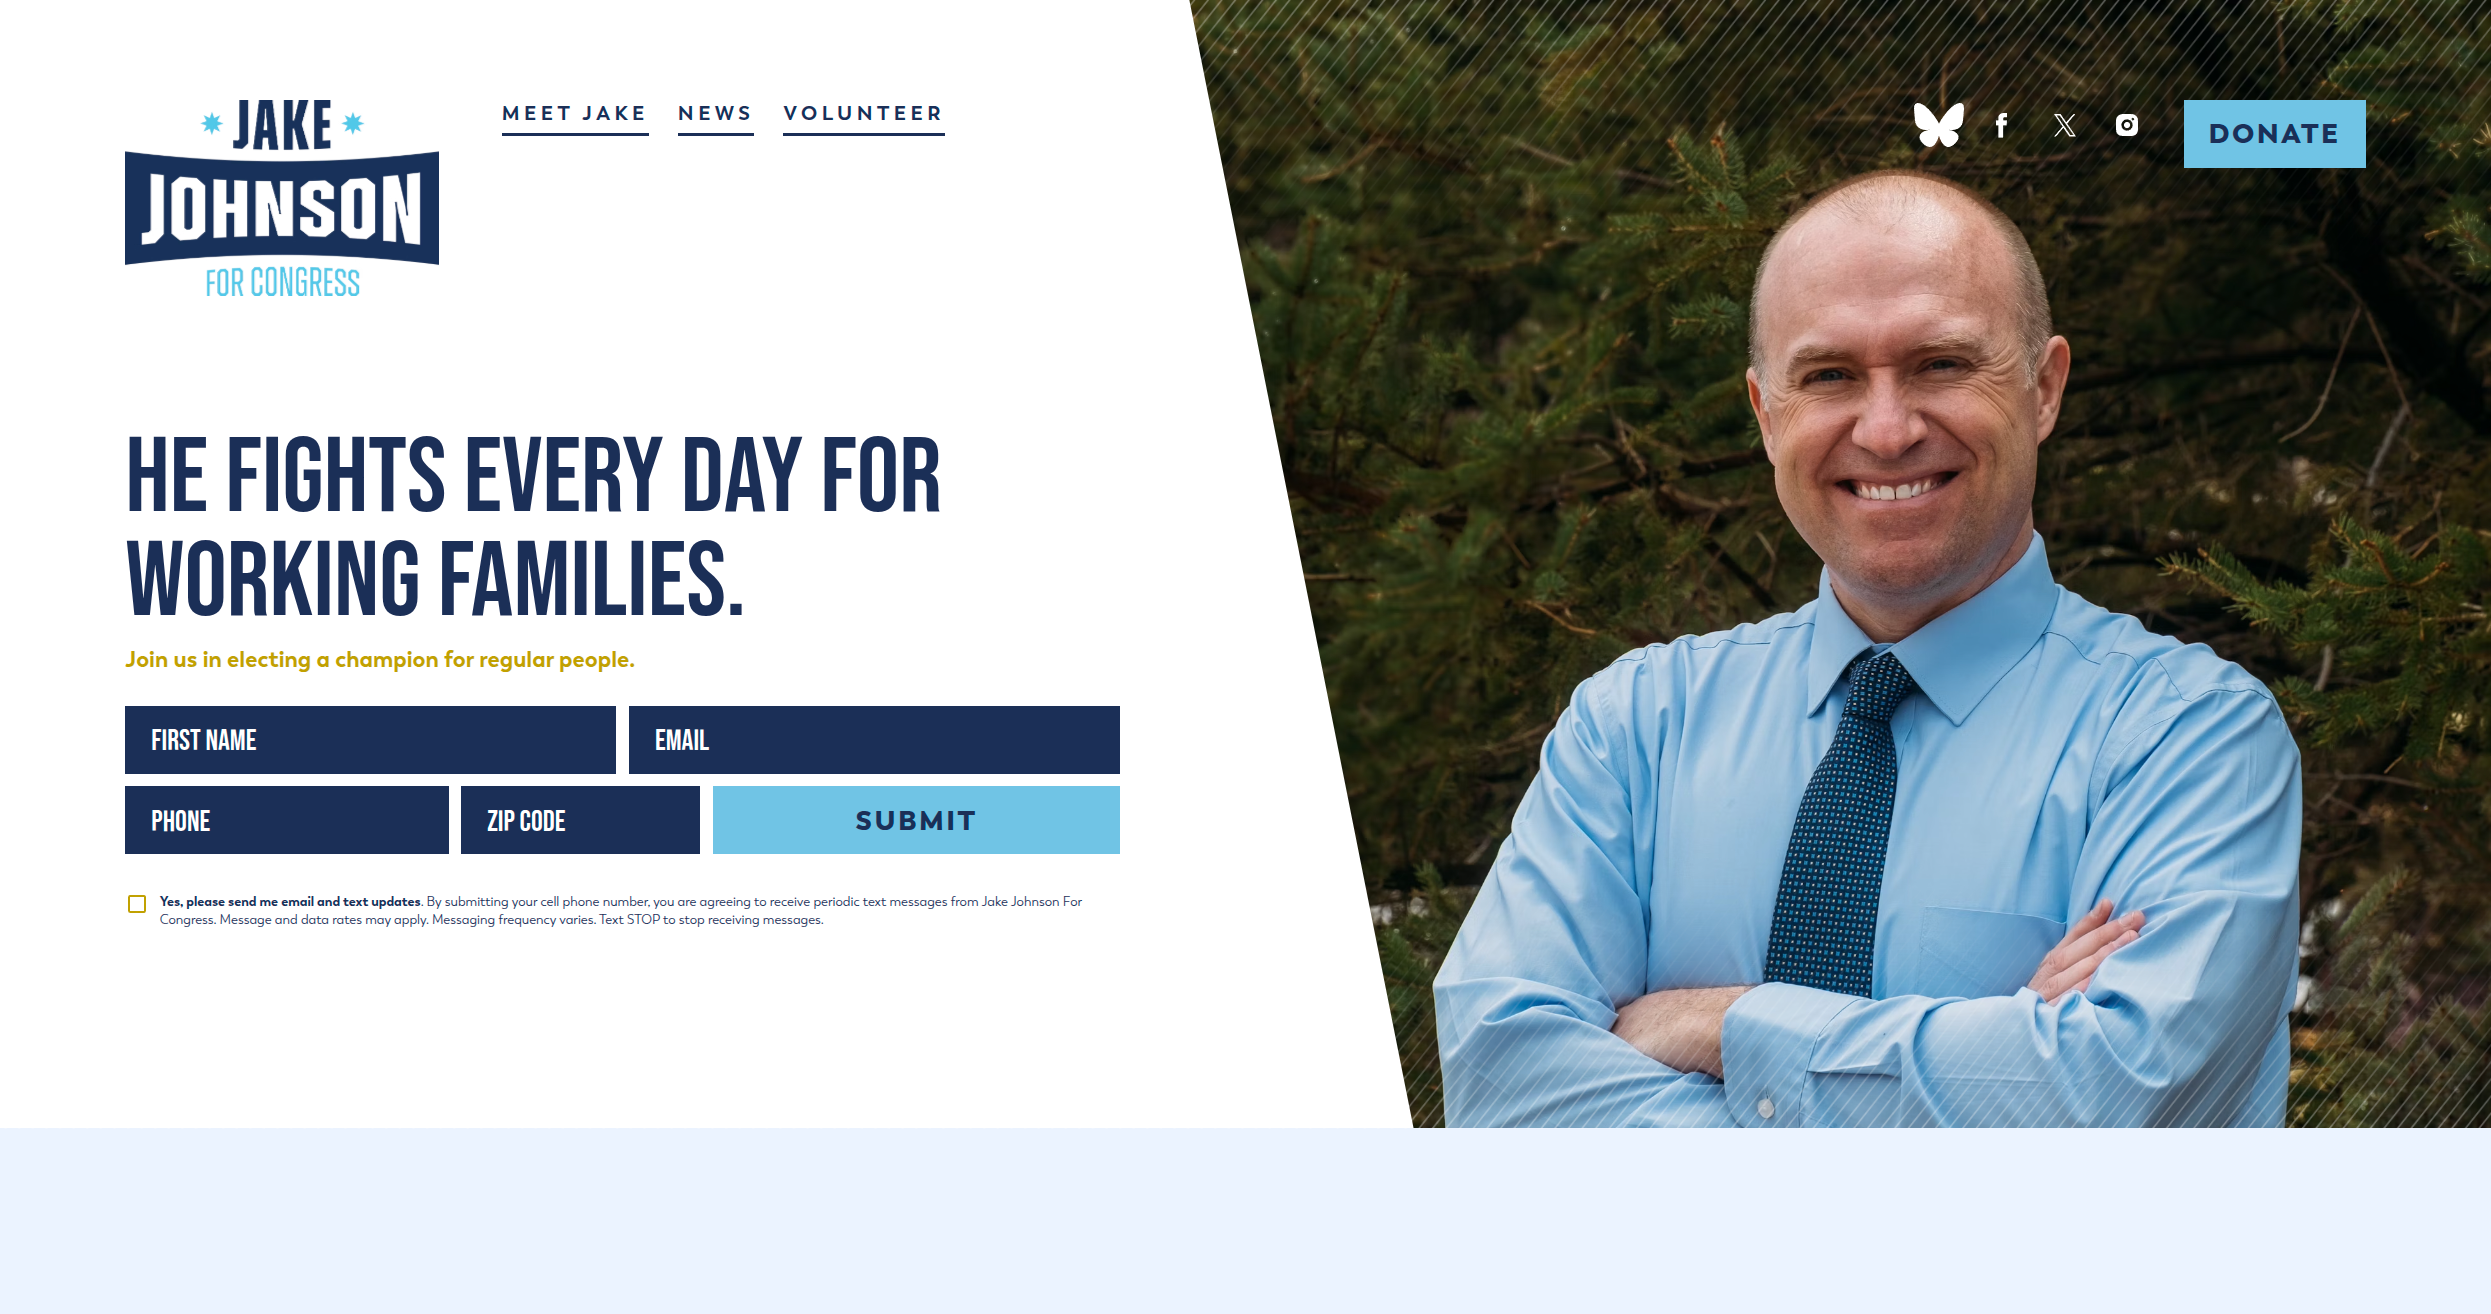 JAKE
JOHNSON
FOR CONGRESS
MEET JAKE
NEWS
VOLUNTEER
DONATE
HE FIGHTS EVERY DAY FOR
WORKING FAMILIES.
Join us in electing a champion for regular people.
FIRST NAME
EMAIL
PHONE
ZIP CODE
SUBMIT
Yes, please send me email and text updates. By submitting your cell phone number, you are agreeing to receive periodic text messages from Jake Johnson For
Congress. Message and data rates may apply. Messaging frequency varies. Text STOP to stop receiving messages.